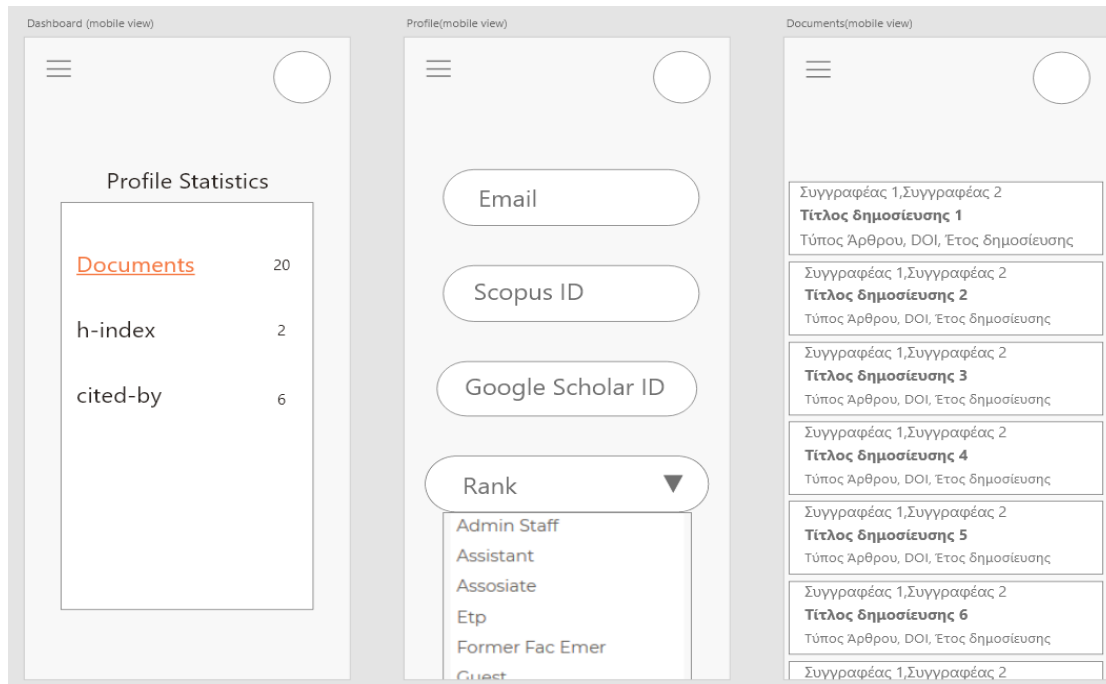 Dashboard (mobile view)
Profile Statistics
Documents 20
h-index 2
cited-by 6
Profile(mobile view)
Email
Scopus ID
Google Scholar ID
Rank ▼
Admin Staff
Assistant
Assosiate
Etp
Former Fac Emer
Guest
Documents(mobile view)
Συγγραφέας 1,Συγγραφέας 2
Τίτλος δημοσίευσης 1
Τύπος Άρθρου, DOI, Έτος δημοσίευσης
Συγγραφέας 1,Συγγραφέας 2
Τίτλος δημοσίευσης 2
Τύπος Άρθρου, DOI, Έτος δημοσίευσης
Συγγραφέας 1,Συγγραφέας 2
Τίτλος δημοσίευσης 3
Τύπος Άρθρου, DOI, Έτος δημοσίευσης
Συγγραφέας 1,Συγγραφέας 2
Τίτλος δημοσίευσης 4
Τύπος Άρθρου, DOI, Έτος δημοσίευσης
Συγγραφέας 1,Συγγραφέας 2
Τίτλος δημοσίευσης 5
Τύπος Άρθρου, DOI, Έτος δημοσίευσης
Συγγραφέας 1,Συγγραφέας 2
Τίτλος δημοσίευσης 6
Τύπος Άρθρου, DOI, Έτος δημοσίευσης
Συγγραφέας 1,Συγγραφέας 2